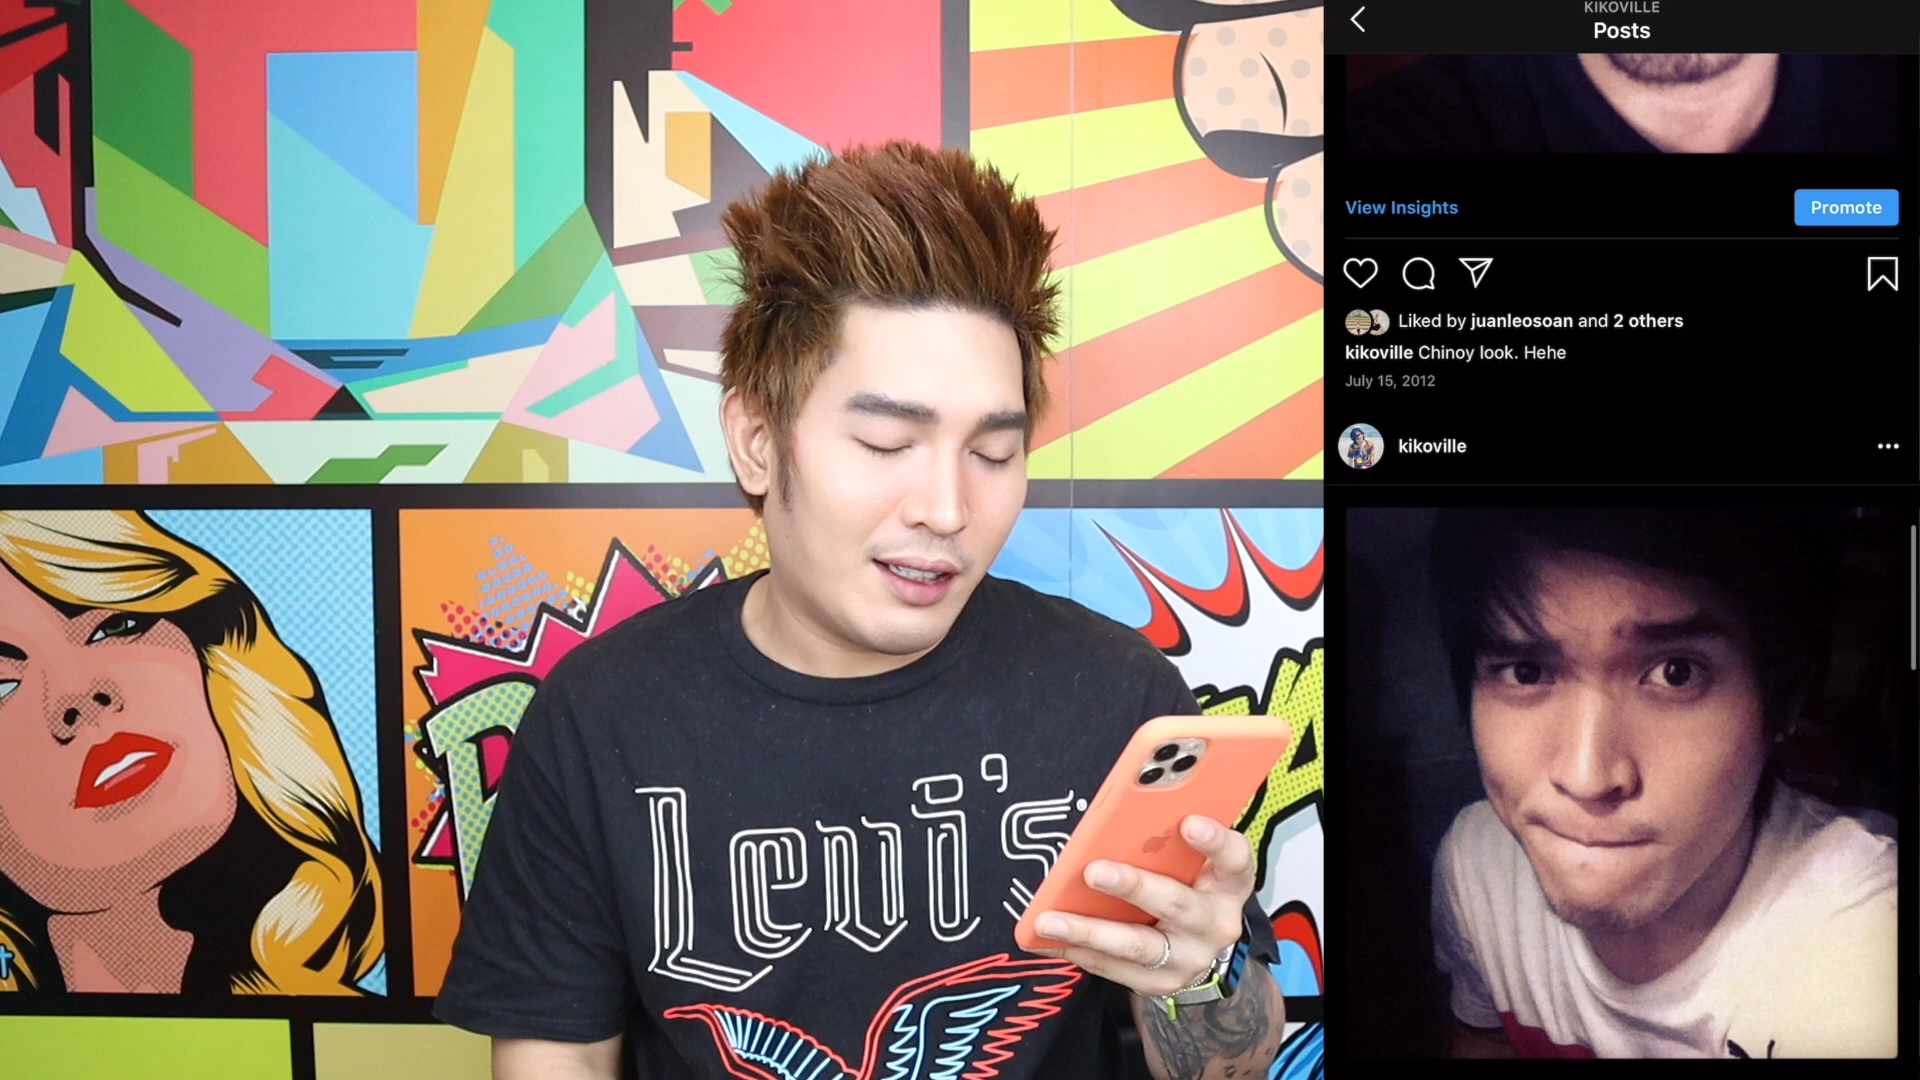 Levi's
KIKOVILLE
Posts
View Insights
Promote
Liked by juanleosoan and 2 others
kikoville Chinoy look. Hehe
July 15, 2012
kikoville